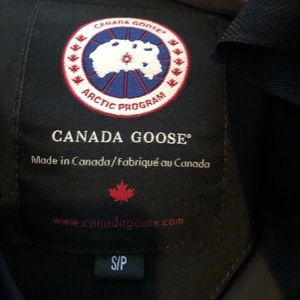 CANADA GOOSE®
ARCTIC PROGRAM
CANADA GOOSE®
Made in Canada/Fabriqué au Canada
www.canadagoose.com
S/P